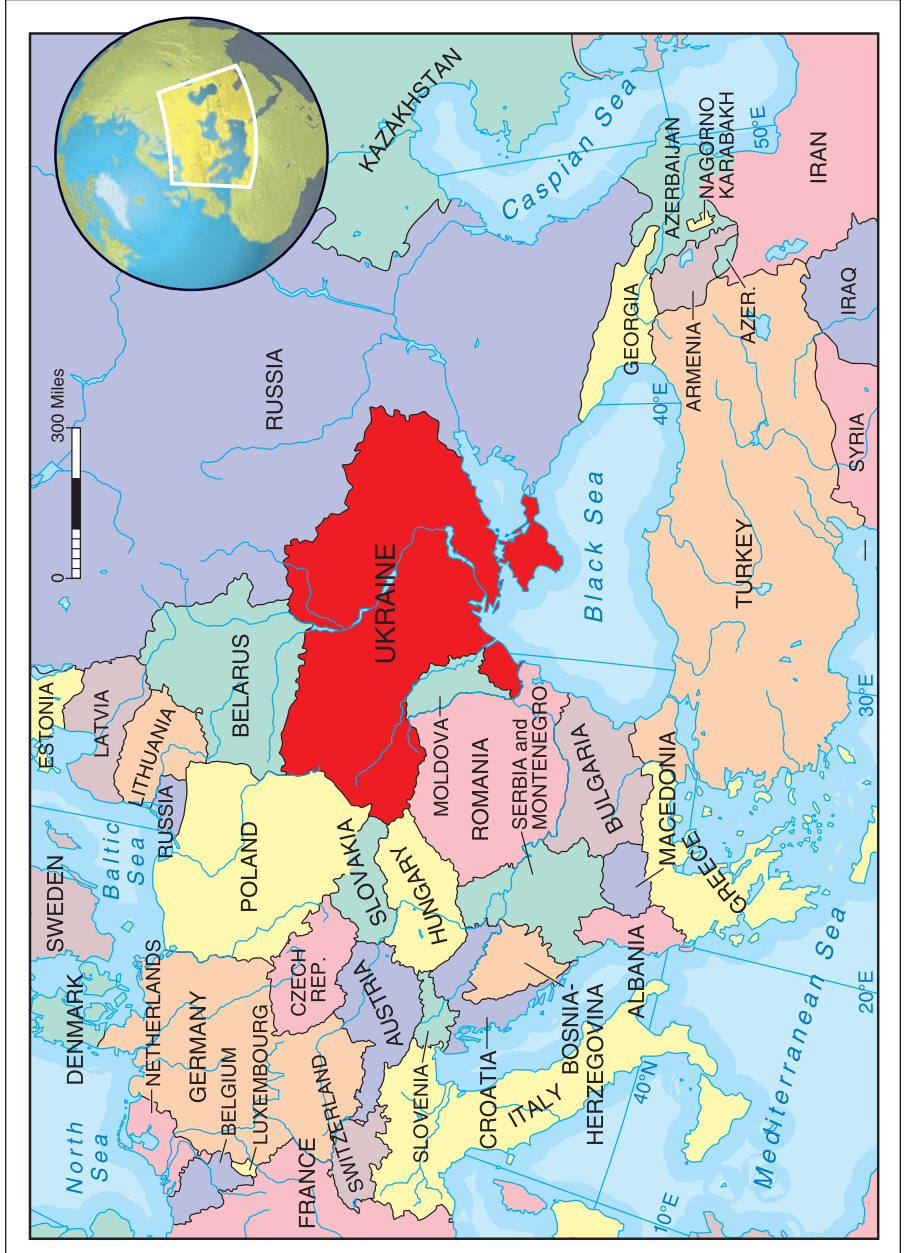 0
300 Miles
North
Sea
DENMARK
SWEDEN
Baltic
Sea
ESTONIA
LATVIA
LITHUANIA
RUSSIA
RUSSIA
KAZAKHSTAN
NETHERLANDS
BELGIUM
LUXEMBOURG
GERMANY
POLAND
BELARUS
FRANCE
SWITZERLAND
CZECH
REP.
AUSTRIA
SLOVAKIA
HUNGARY
UKRAINE
MOLDOVA
ROMANIA
SLOVENIA
CROATIA
ITALY
BOSNIA-
HERZEGOVINA
SERBIA and
MONTENEGRO
BULGARIA
ALBANIA
MACEDONIA
GREECE
Black Sea
Caspian Sea
GEORGIA
ARMENIA
AZER.
AZERBAIJAN
NAGORNO
KARABAKH
TURKEY
SYRIA
IRAQ
IRAN
Mediterranean Sea
40°N
10°E
20°E
30°E
40°E
50°E